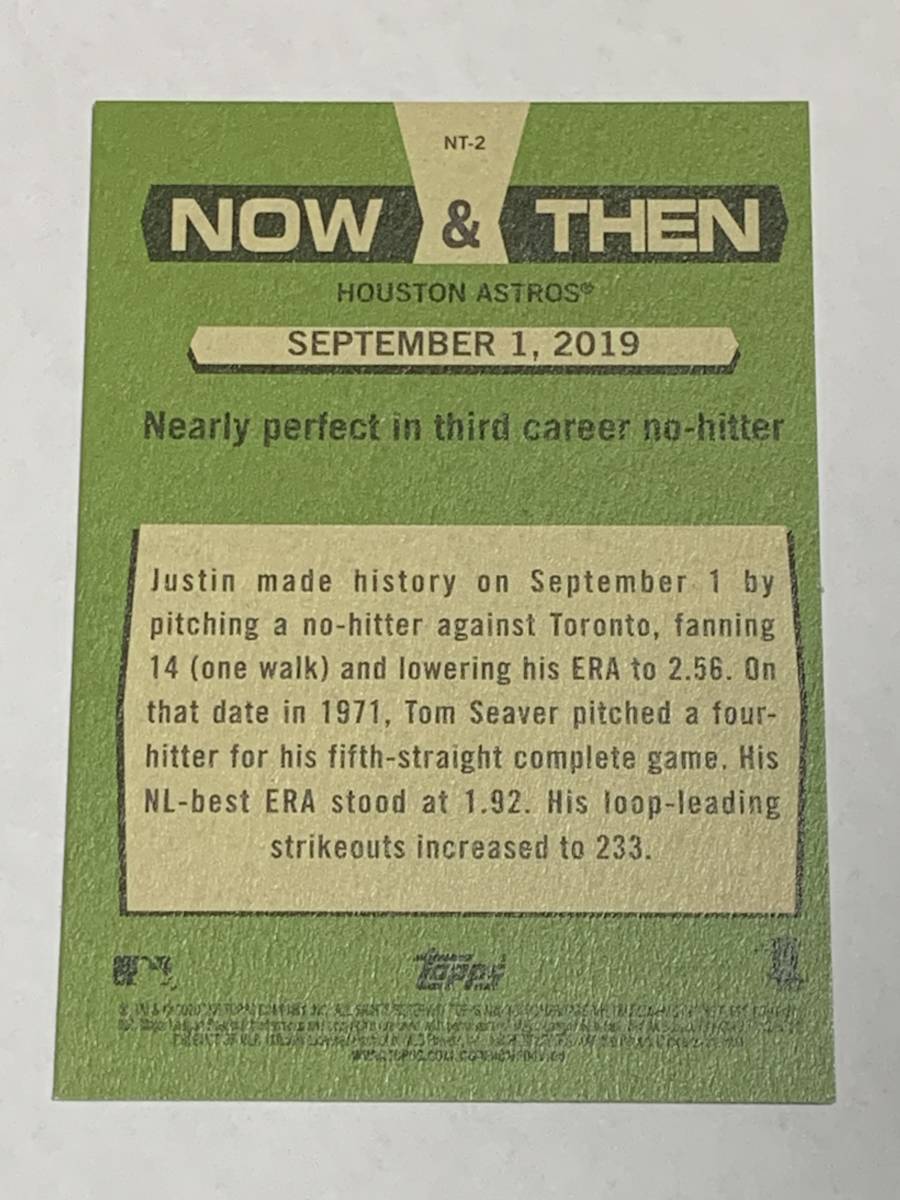 NT-2
NOW & THEN
HOUSTON ASTROS®
SEPTEMBER 1, 2019
Nearly perfect in third career no-hitter
Justin made history on September 1 by
pitching a no-hitter against Toronto, fanning
14 (one walk) and lowering his ERA to 2.56. On
that date in 1971, Tom Seaver pitched a four-
hitter for his fifth-straight complete game. His
NL-best ERA stood at 1.92. His loop-leading
strikeouts increased to 233.
Topps